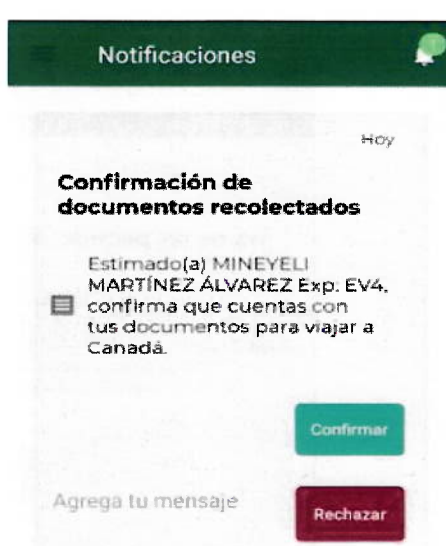 Notificaciones
Hoy
Confirmación de
documentos recolectados
Estimado(a) MINEYELI
MARTÍNEZ ÁLVAREZ Exp: EV4,
confirma que cuentas con
tus documentos para viajar a
Canadá.
Confirmar
Agrega tu mensaje
Rechazar